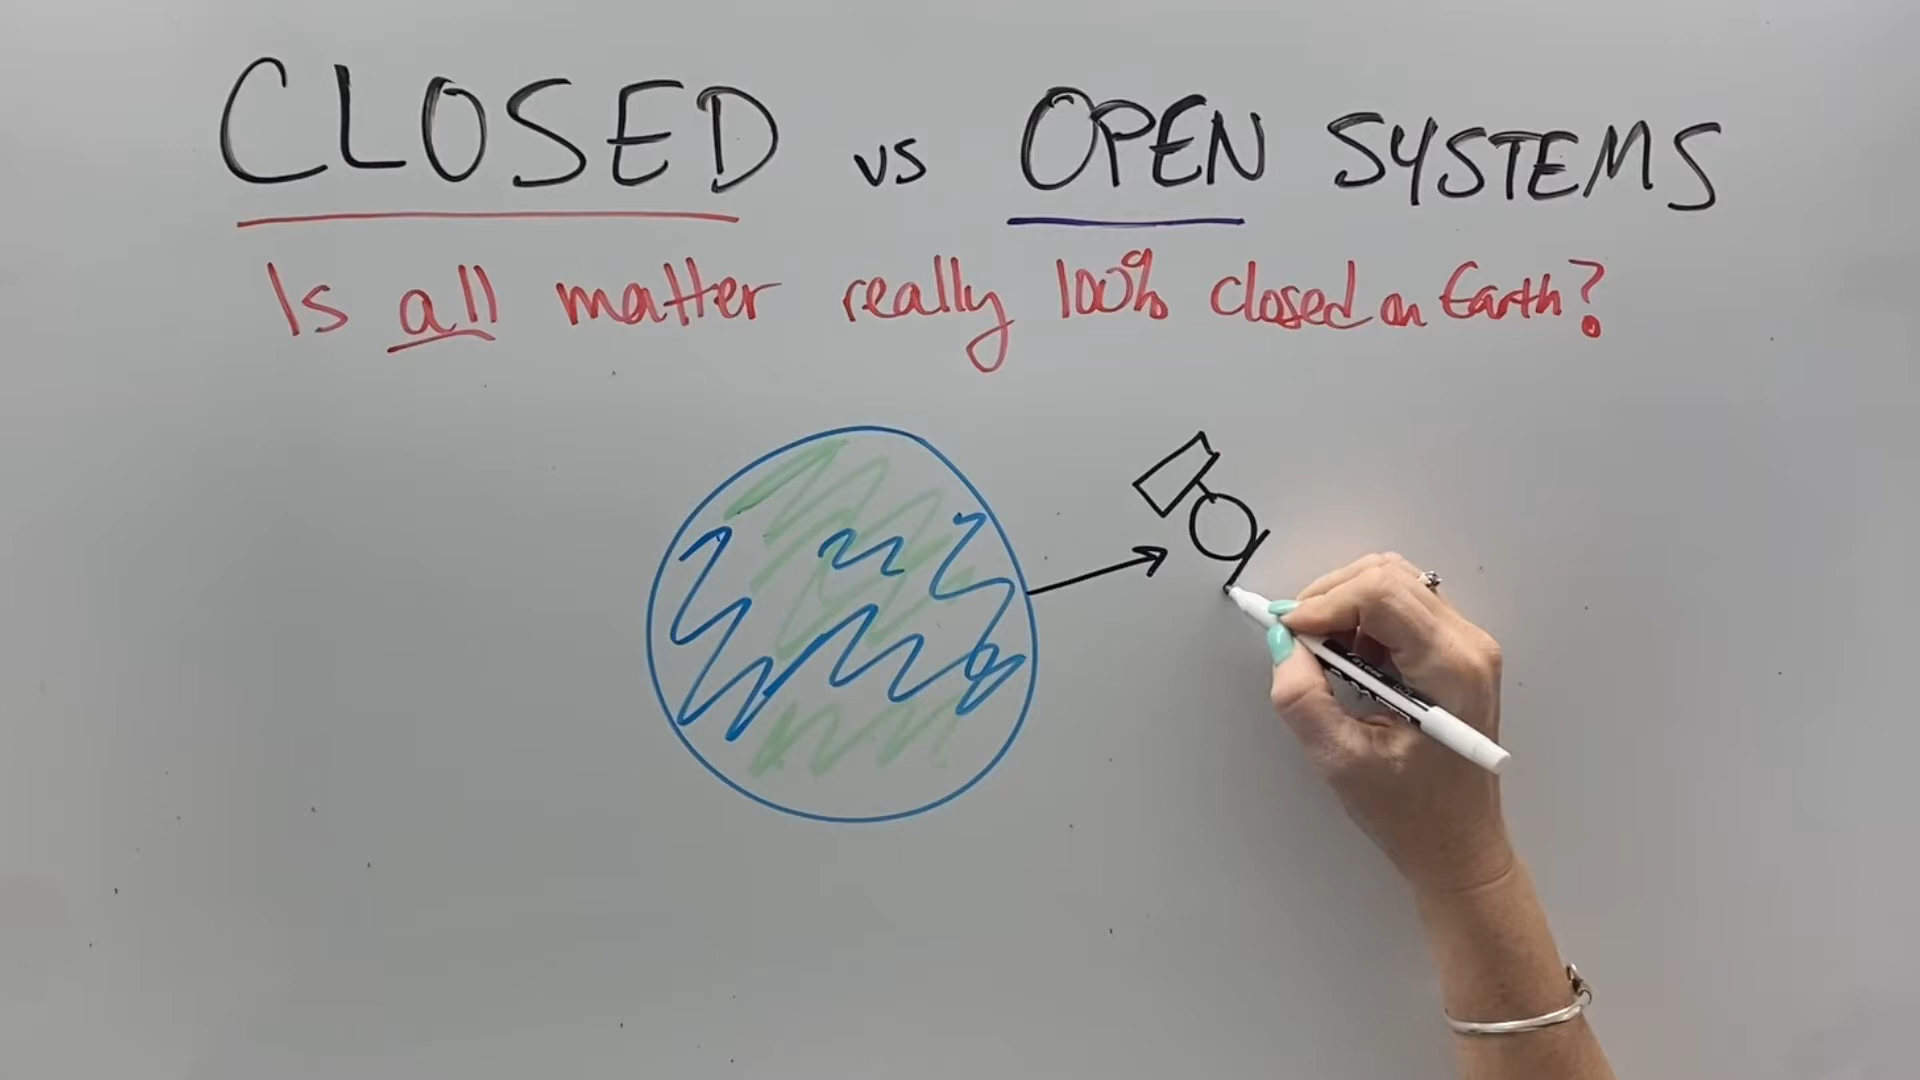 CLOSED vs OPEN SYSTEMS
Is all matter really 100% closed on Earth?